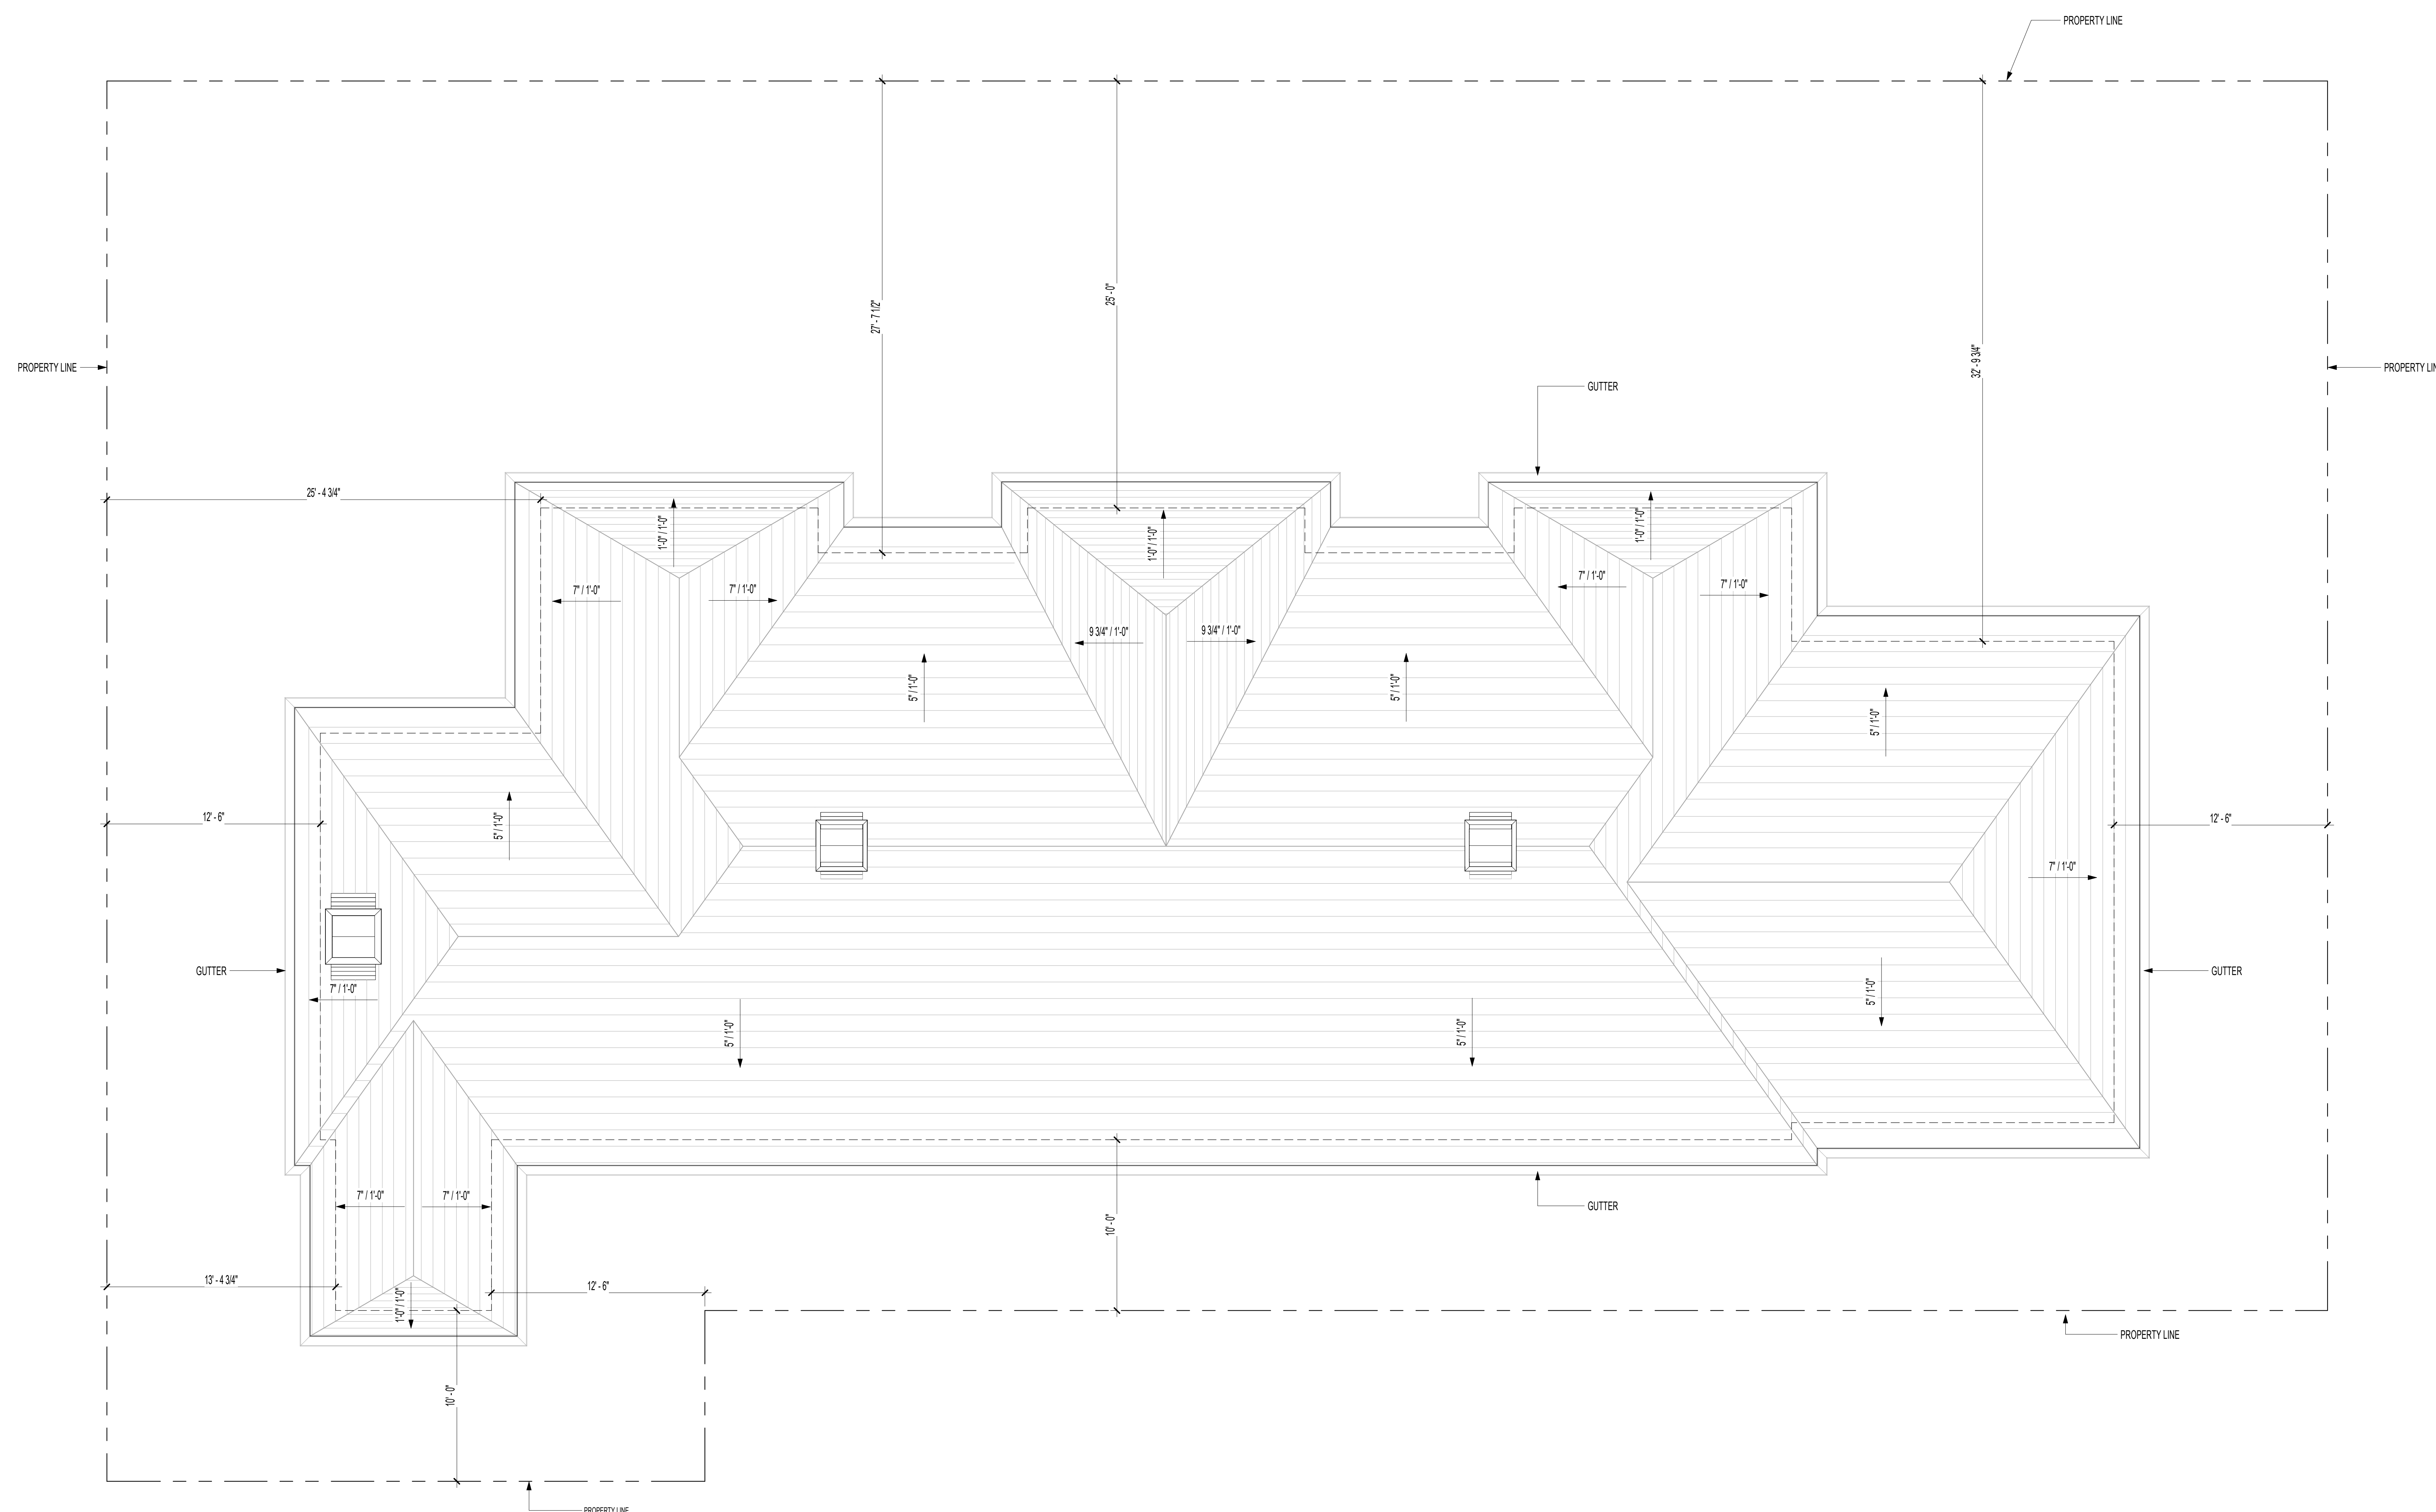 PROPERTY LINE
27' - 7 1/2"
25' - 0"
32' - 9 3/4"
PROPERTY LINE
PROPERTY LIN
GUTTER
25' - 4 3/4"
1'-0" / 1'-0"
1'-0" / 1'-0"
1'-0" / 1'-0"
7" / 1'-0"
7" / 1'-0"
7" / 1'-0"
7" / 1'-0"
9 3/4" / 1'-0"
9 3/4" / 1'-0"
5" / 1'-0"
5" / 1'-0"
5" / 1'-0"
12' - 6"
5" / 1'-0"
12' - 6"
7" / 1'-0"
GUTTER
GUTTER
7" / 1'-0"
5" / 1'-0"
5" / 1'-0"
5" / 1'-0"
7" / 1'-0"
7" / 1'-0"
GUTTER
10' - 0"
13' - 4 3/4"
12' - 6"
1'-0" / 1'-0"
PROPERTY LINE
10' - 0"
PROPERTY LINE